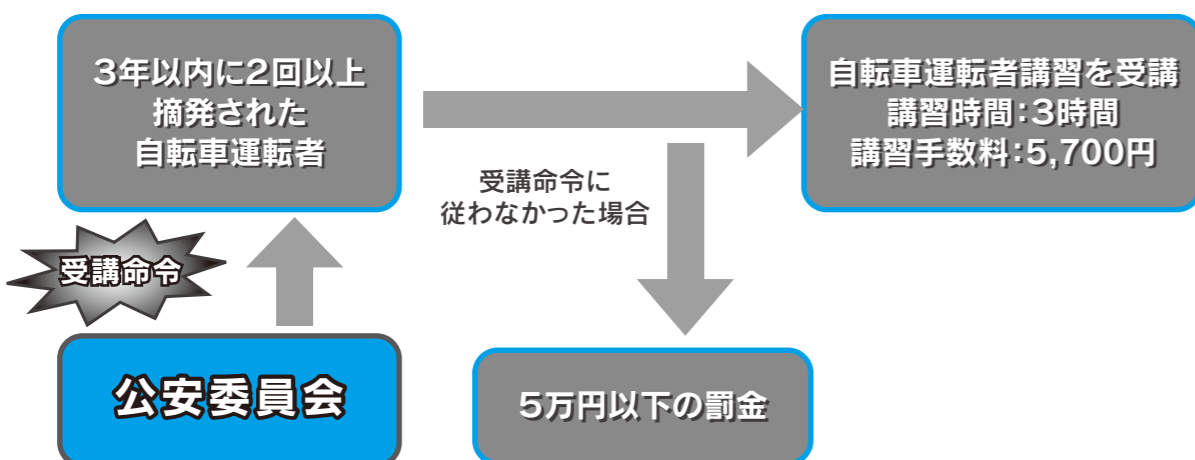 3年以内に2回以上
摘発された
自転車運転者
自転車運転者講習を受講
講習時間：3時間
講習手数料：5,700円
受講命令に
従わなかった場合
受講命令
公安委員会
5万円以下の罰金